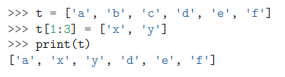 >>> t = ['a', 'b', 'c', 'd', 'e', 'f']
>>> t[1:3] = ['x', 'y']
>>> print(t)
['a', 'x', 'y', 'd', 'e', 'f']